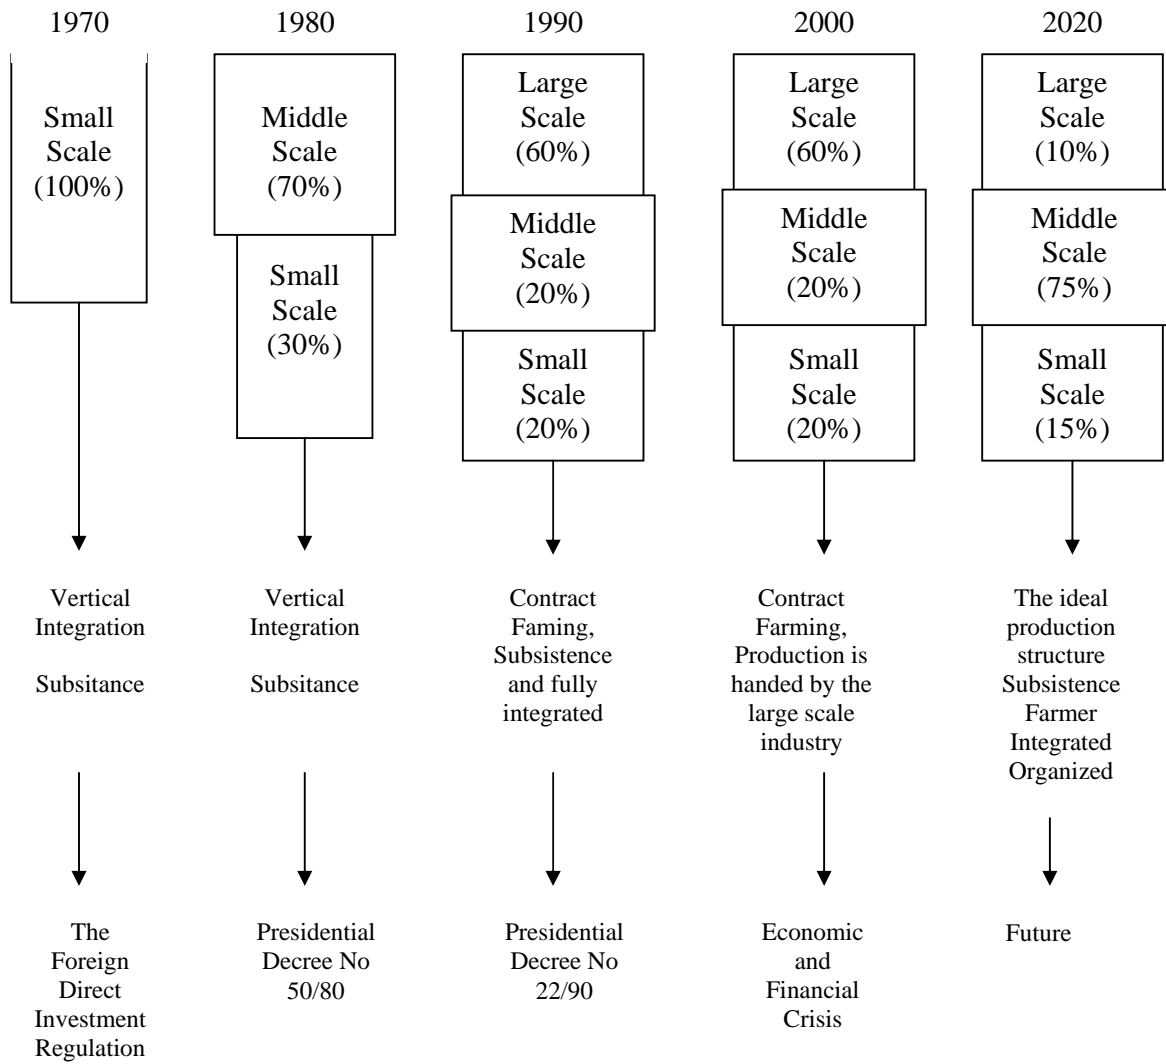 1970
1980
1990
2000
2020
Small
Scale
(100%)
Middle
Scale
(70%)
Small
Scale
(30%)
Large
Scale
(60%)
Middle
Scale
(20%)
Small
Scale
(20%)
Large
Scale
(60%)
Middle
Scale
(20%)
Small
Scale
(20%)
Large
Scale
(10%)
Middle
Scale
(75%)
Small
Scale
(15%)
Vertical
Integration
Subsitance
Vertical
Integration
Subsitance
Contract
Faming,
Subsistence
and fully
integrated
Contract
Farming,
Production is
handed by the
large scale
industry
The ideal
production
structure
Subsistence
Farmer
Integrated
Organized
The
Foreign
Direct
Investment
Regulation
Presidential
Decree No
50/80
Presidential
Decree No
22/90
Economic
and
Financial
Crisis
Future